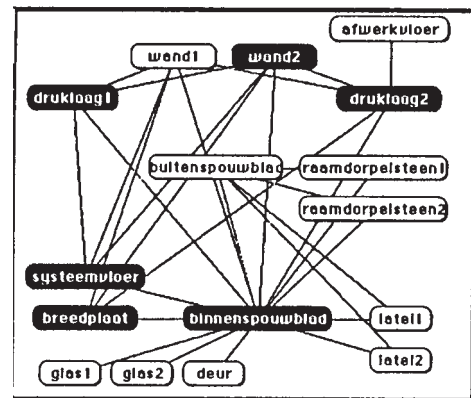 afwerkvloer
wand1 wand2
druklaag1 druklaag2
buitenspouwblad raamdorpelsteen1
raamdorpelsteen2
systeemvloer
breedplaat binnenspouwblad latei1
latei2
glas1 glas2 deur